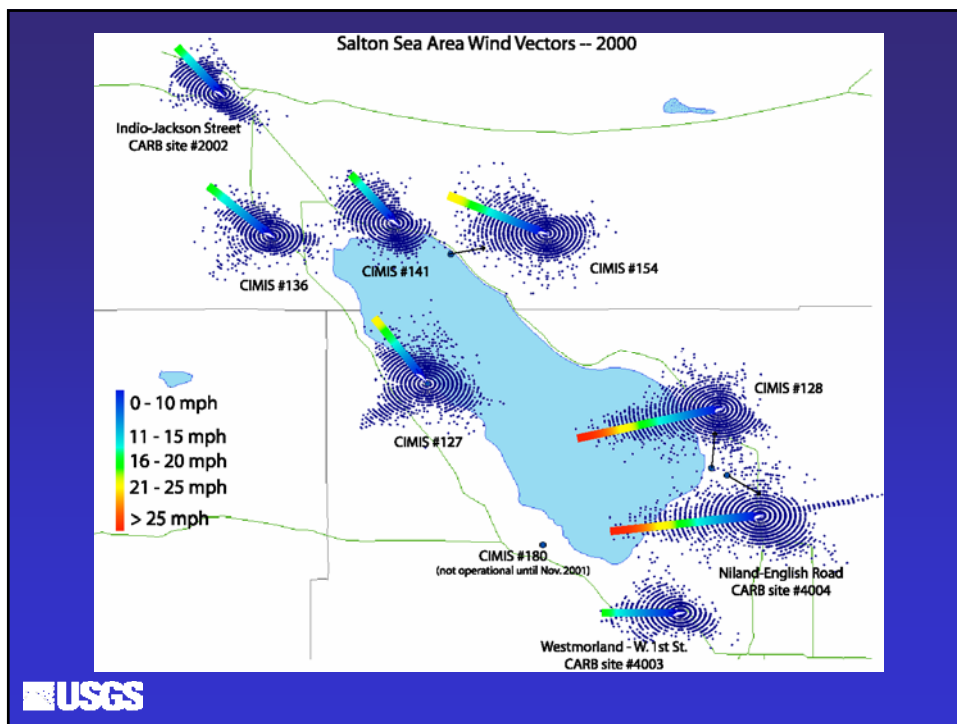 Salton Sea Area Wind Vectors -- 2000
Indio-Jackson Street
CARB site #2002
CIMIS #136
CIMIS #141
CIMIS #154
CIMIS #128
CIMIS #127
0 - 10 mph
11 - 15 mph
16 - 20 mph
21 - 25 mph
> 25 mph
CIMIS #180
(not operational until Nov. 2001)
Niland-English Road
CARB site #4004
Westmorland - W. 1st St.
CARB site #4003
USGS